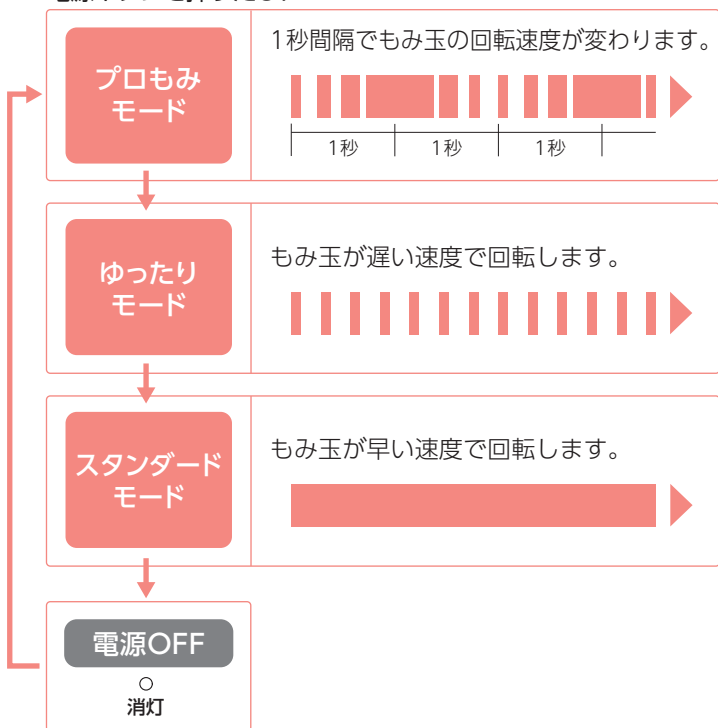 プロもみ
モード
1秒間隔でもみ玉の回転速度が変わります。
1秒 1秒 1秒
ゆったり
モード
もみ玉が遅い速度で回転します。
スタンダード
モード
もみ玉が早い速度で回転します。
電源OFF
消灯